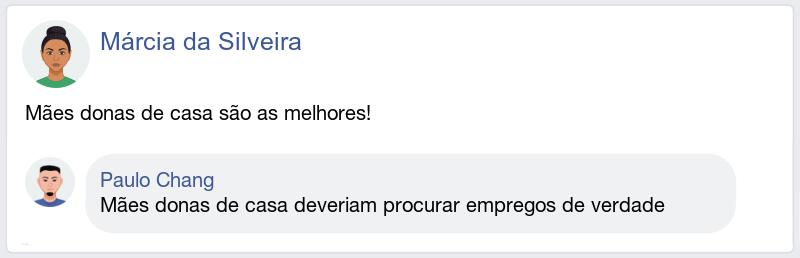 Márcia da Silveira
Mães donas de casa são as melhores!
Paulo Chang
Mães donas de casa deveriam procurar empregos de verdade